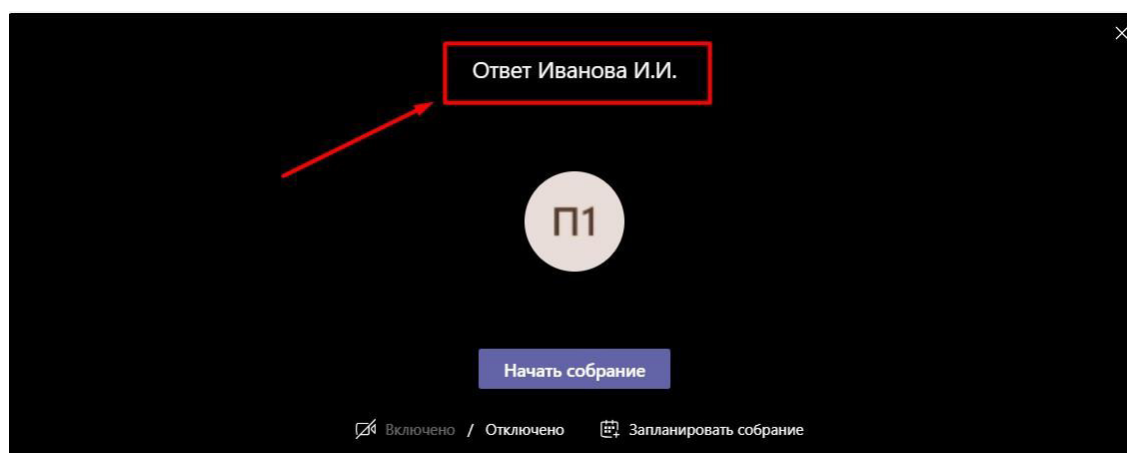 Ответ Иванова И.И.
П1
Начать собрание
Включено / Отключено Запланировать собрание